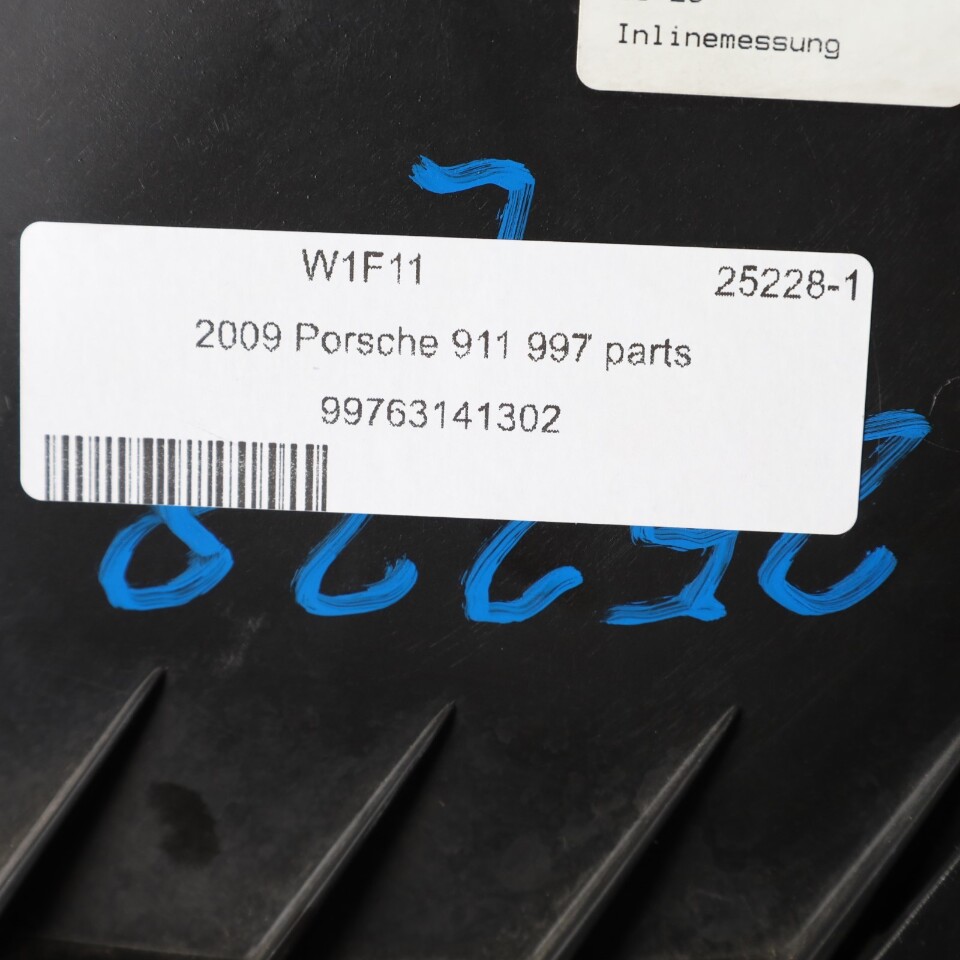 Inlinemessung
W1F11 25228-1
2009 Porsche 911 997 parts
99763141302